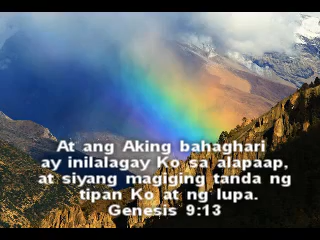 At ang Aking bahaghari
ay inilalagay Ko sa alapaap,
at siyang magiging tanda ng
tipan Ko at ng lupa.
Genesis 9:13